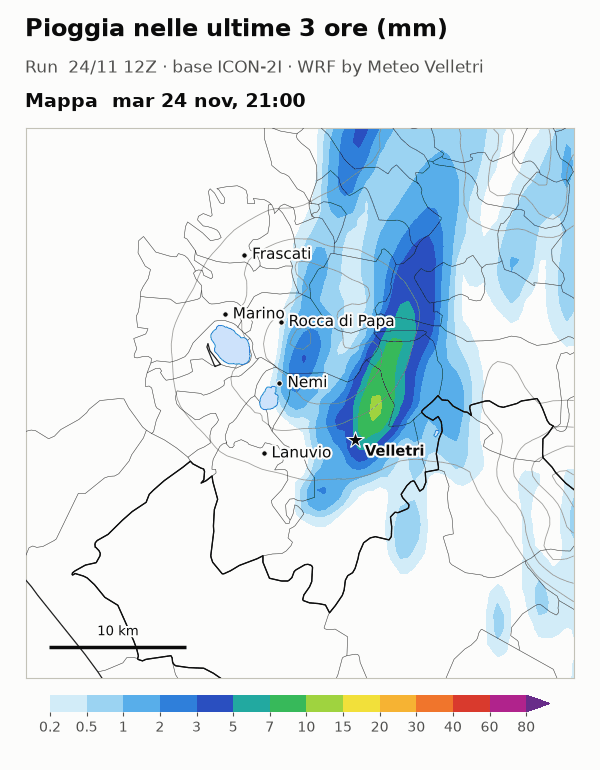 Pioggia nelle ultime 3 ore (mm)
Run  24/11 12Z · base ICON-2I · WRF by Meteo Velletri
Mappa  mar 24 nov, 21:00
Frascati
Marino
Rocca di Papa
Nemi
Velletri
Lanuvio
10 km
0.2 0.5 1 2 3 5 7 10 15 20 30 40 60 80